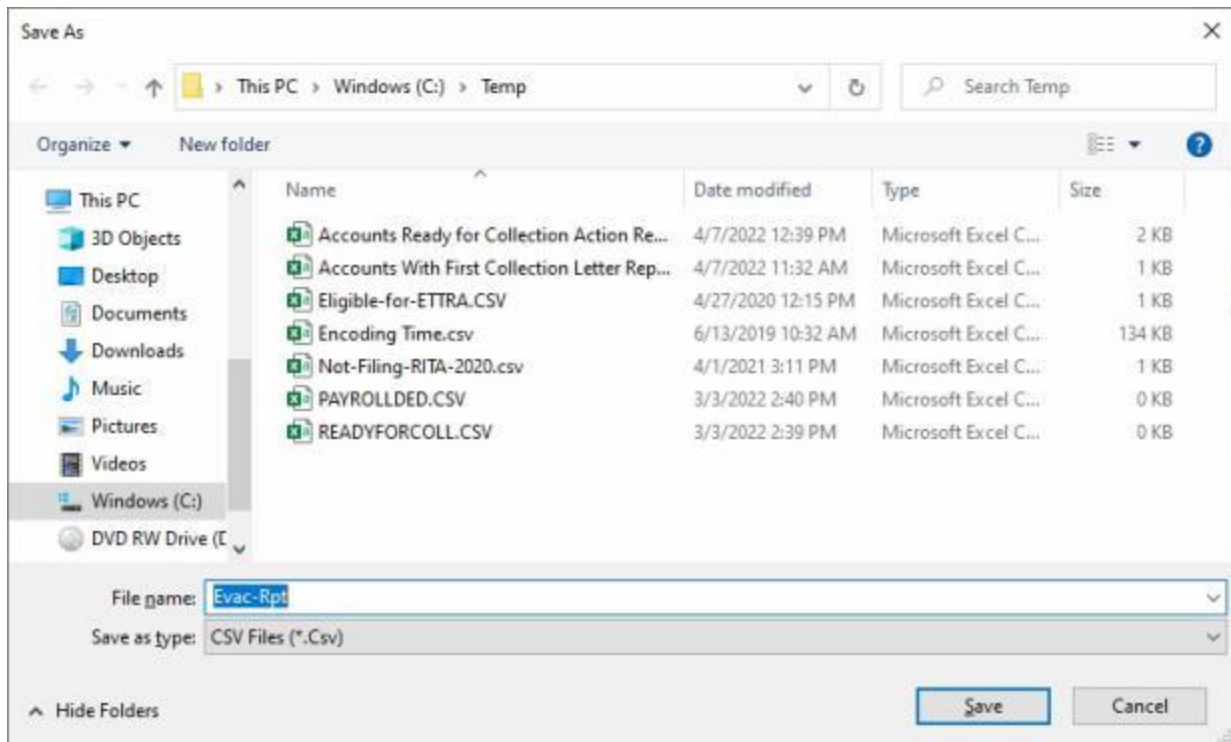 Save As
This PC > Windows (C:) > Temp
Search Temp
Organize
New folder
Name Date modified Type Size
This PC
3D Objects
Desktop
Documents
Downloads
Music
Pictures
Videos
Windows (C:)
DVD RW Drive (D
Accounts Ready for Collection Action Re... 4/7/2022 12:39 PM Microsoft Excel C... 2 KB
Accounts With First Collection Letter Rep... 4/7/2022 11:32 AM Microsoft Excel C... 1 KB
Eligible-for-ETTRA.CSV 4/27/2020 12:15 PM Microsoft Excel C... 1 KB
Encoding Time.csv 6/13/2019 10:32 AM Microsoft Excel C... 134 KB
Not-Filing-RITA-2020.csv 4/1/2021 3:11 PM Microsoft Excel C... 1 KB
PAYROLLDED.CSV 3/3/2022 2:40 PM Microsoft Excel C... 0 KB
READYFORCOLL.CSV 3/3/2022 2:39 PM Microsoft Excel C... 0 KB
File name: Evac-Rpt
Save as type: CSV Files (*.Csv)
Hide Folders
Save
Cancel